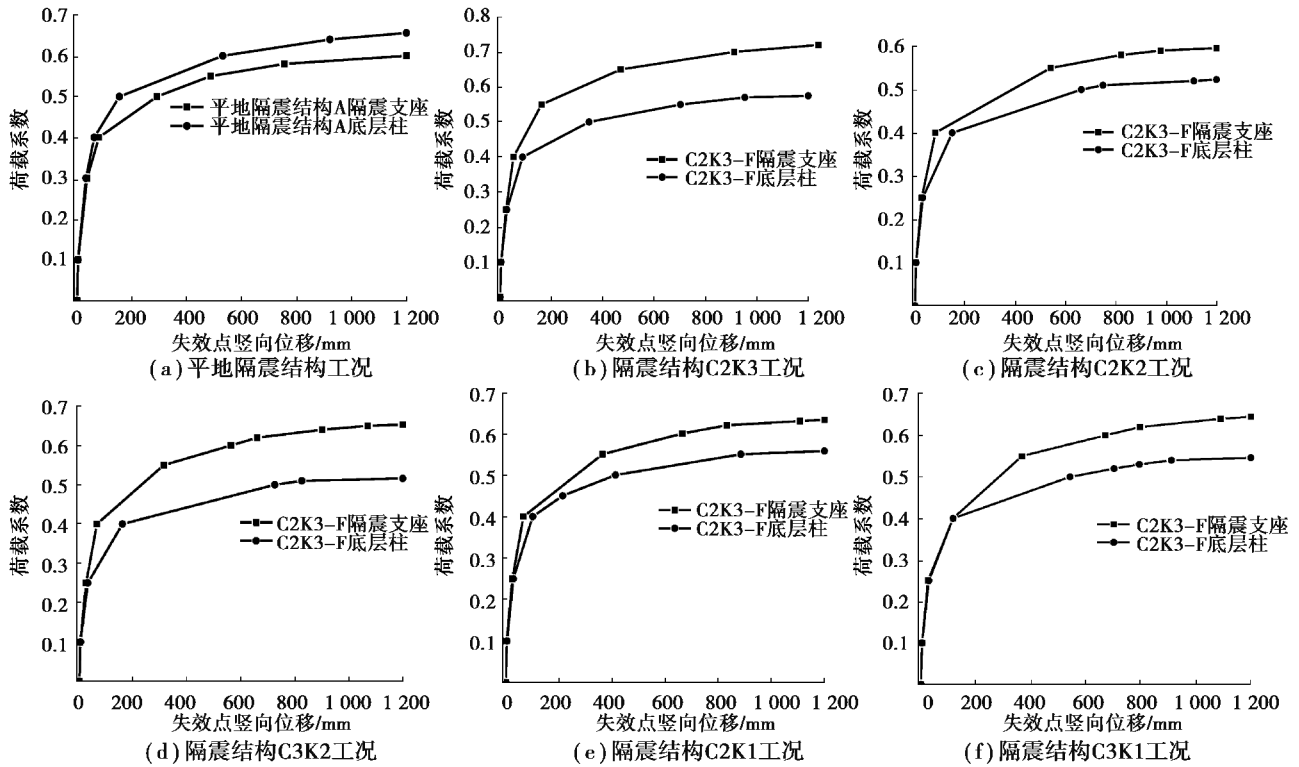 0.7
0.6
0.5
0.4
0.3
0.2
0.1
荷载系数
平地隔震结构A隔震支座
平地隔震结构A底层柱
0 200 400 600 800 1 000 1 200
失效点竖向位移/mm
(a)平地隔震结构工况
0.8
0.7
0.6
0.5
0.4
0.3
0.2
0.1
荷载系数
C2K3-F隔震支座
C2K3-F底层柱
0 200 400 600 800 1 000 1 200
失效点竖向位移/mm
(b)隔震结构C2K3工况
0.6
0.5
0.4
0.3
0.2
0.1
荷载系数
C2K3-F隔震支座
C2K3-F底层柱
0 200 400 600 800 1 000 1 200
失效点竖向位移/mm
(c)隔震结构C2K2工况
0.7
0.6
0.5
0.4
0.3
0.2
0.1
荷载系数
C2K3-F隔震支座
C2K3-F底层柱
0 200 400 600 800 1 000 1 200
失效点竖向位移/mm
(d)隔震结构C3K2工况
0.7
0.6
0.5
0.4
0.3
0.2
0.1
荷载系数
C2K3-F隔震支座
C2K3-F底层柱
0 200 400 600 800 1 000 1 200
失效点竖向位移/mm
(e)隔震结构C2K1工况
0.7
0.6
0.5
0.4
0.3
0.2
0.1
荷载系数
C2K3-F隔震支座
C2K3-F底层柱
0 200 400 600 800 1 000 1 200
失效点竖向位移/mm
(f)隔震结构C3K1工况